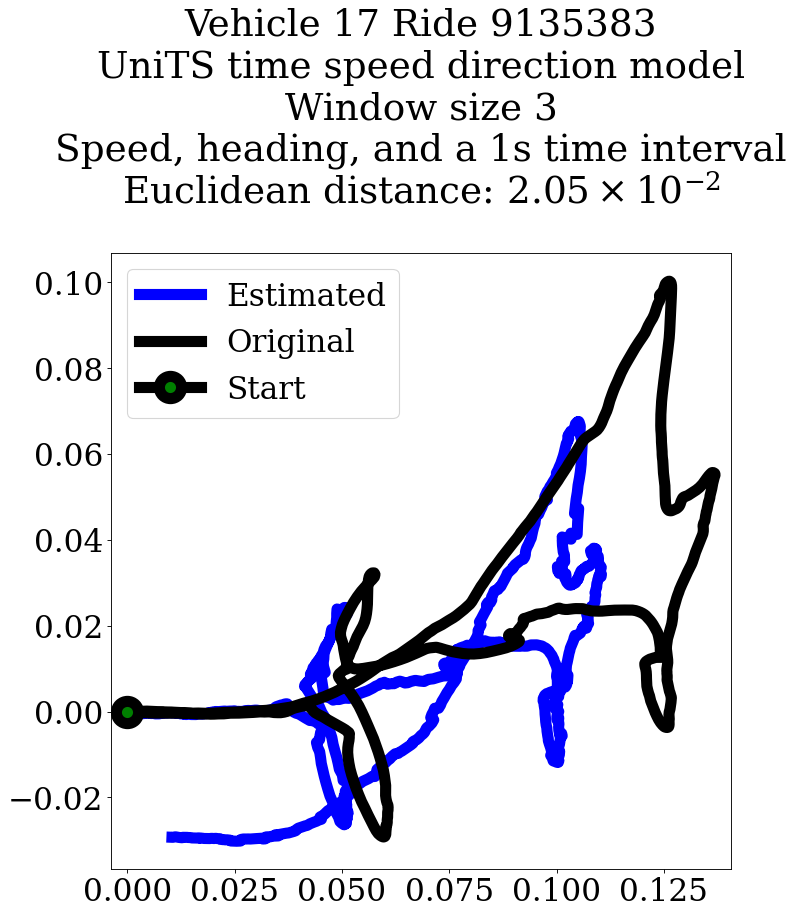 Vehicle 17 Ride 9135383
UniTS time speed direction model
Window size 3
Speed, heading, and a 1s time interval
Euclidean distance: 2.05 × 10⁻²
Estimated
Original
Start
0.10
0.08
0.06
0.04
0.02
0.00
−0.02
0.000 0.025 0.050 0.075 0.100 0.125